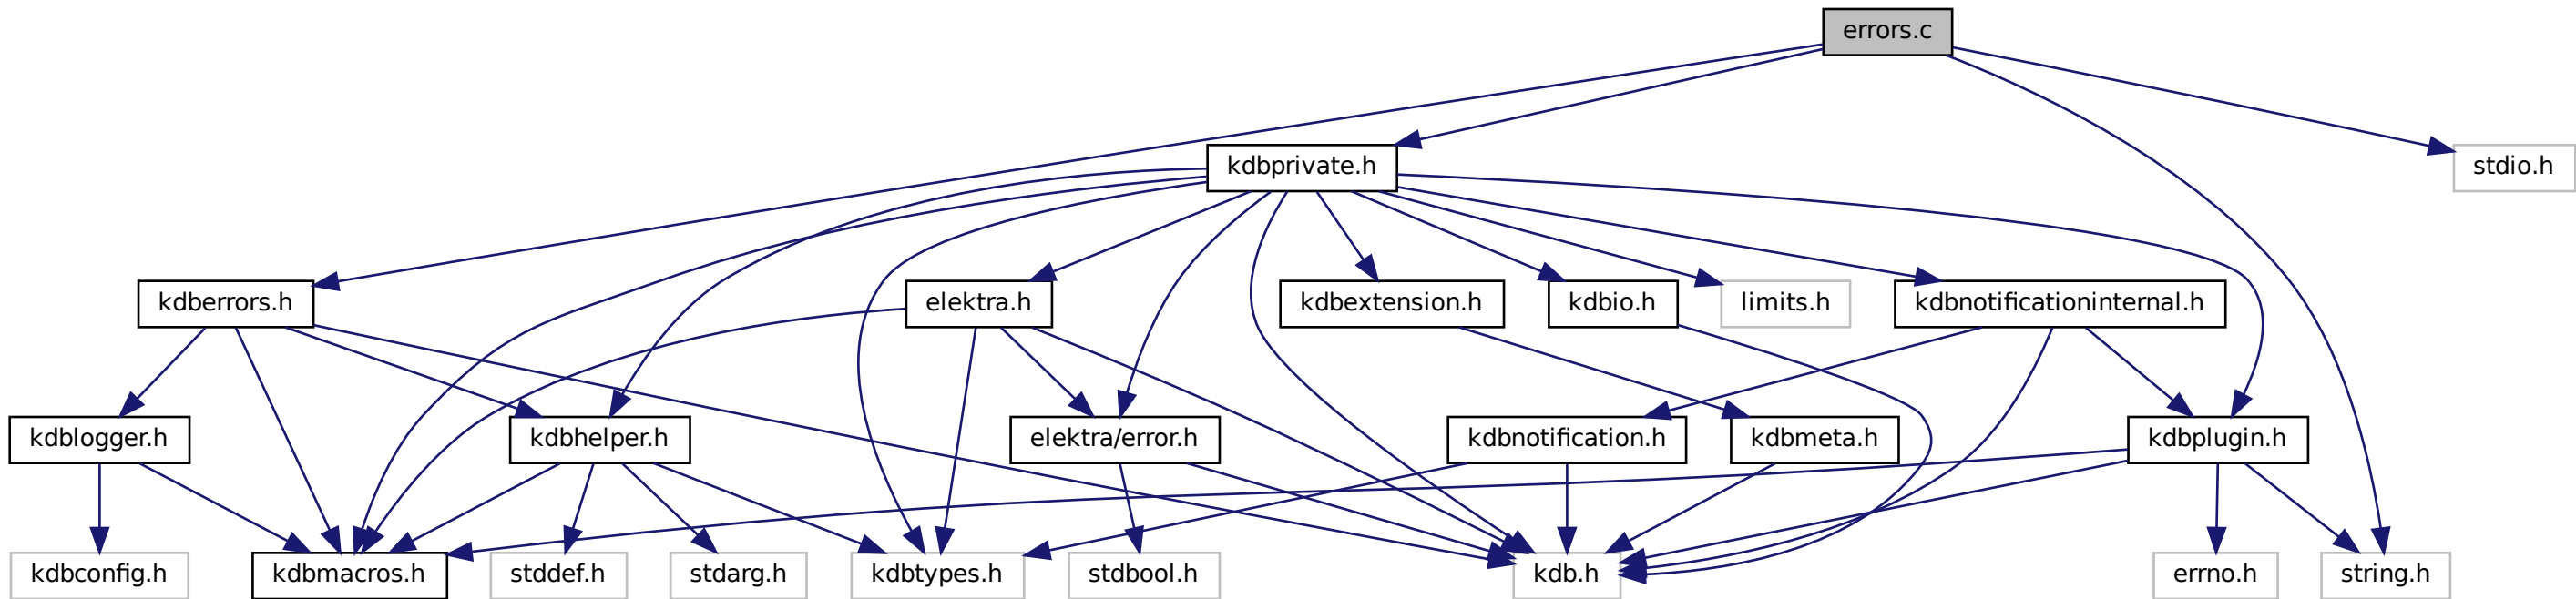 errors.c
kdbprivate.h
stdio.h
kdberrors.h
elektra.h
kdbextension.h
kdbio.h
limits.h
kdbnotificationinternal.h
kdblogger.h
kdbhelper.h
elektra/error.h
kdbnotification.h
kdbmeta.h
kdbplugin.h
kdbconfig.h
kdbmacros.h
stddef.h
stdarg.h
kdbtypes.h
stdbool.h
kdb.h
errno.h
string.h